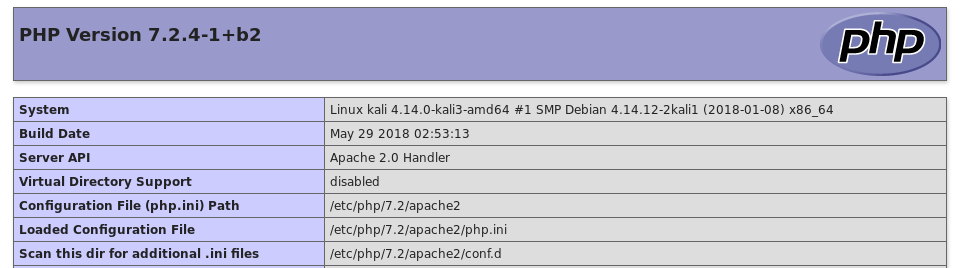 PHP Version 7.2.4-1+b2
php
System Linux kali 4.14.0-kali3-amd64 #1 SMP Debian 4.14.12-2kali1 (2018-01-08) x86_64
Build Date May 29 2018 02:53:13
Server API Apache 2.0 Handler
Virtual Directory Support disabled
Configuration File (php.ini) Path /etc/php/7.2/apache2
Loaded Configuration File /etc/php/7.2/apache2/php.ini
Scan this dir for additional .ini files /etc/php/7.2/apache2/conf.d